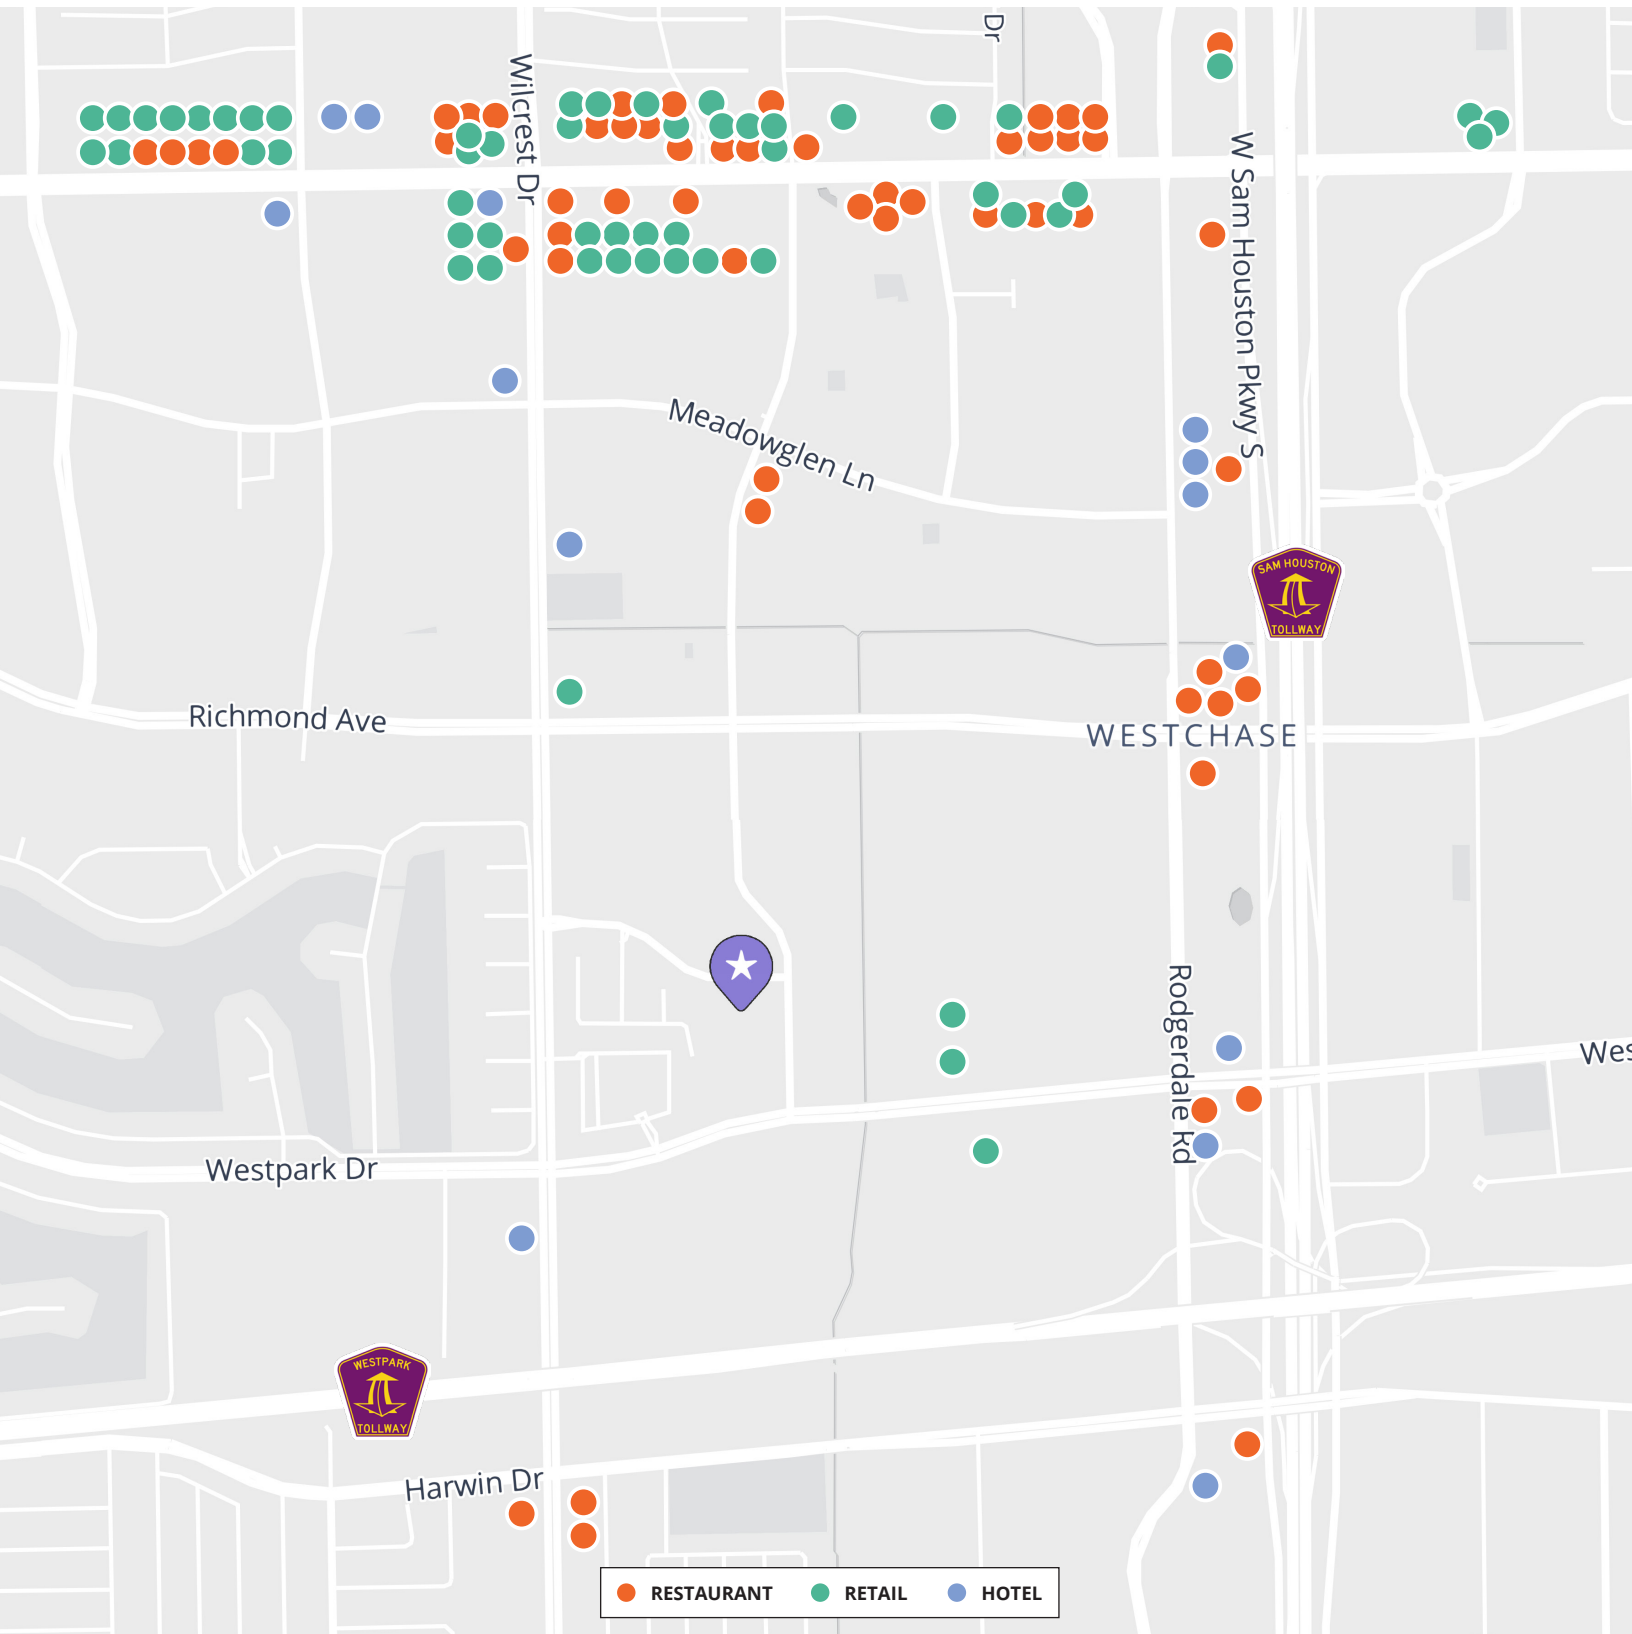 Dr
Wilcrest Dr
W Sam Houston Pkwy S
Meadowglen Ln
SAM HOUSTON
TOLLWAY
Richmond Ave
WESTCHASE
Rodgerdale Rd
Wes
Westpark Dr
WESTPARK
TOLLWAY
Harwin Dr
RESTAURANT RETAIL HOTEL